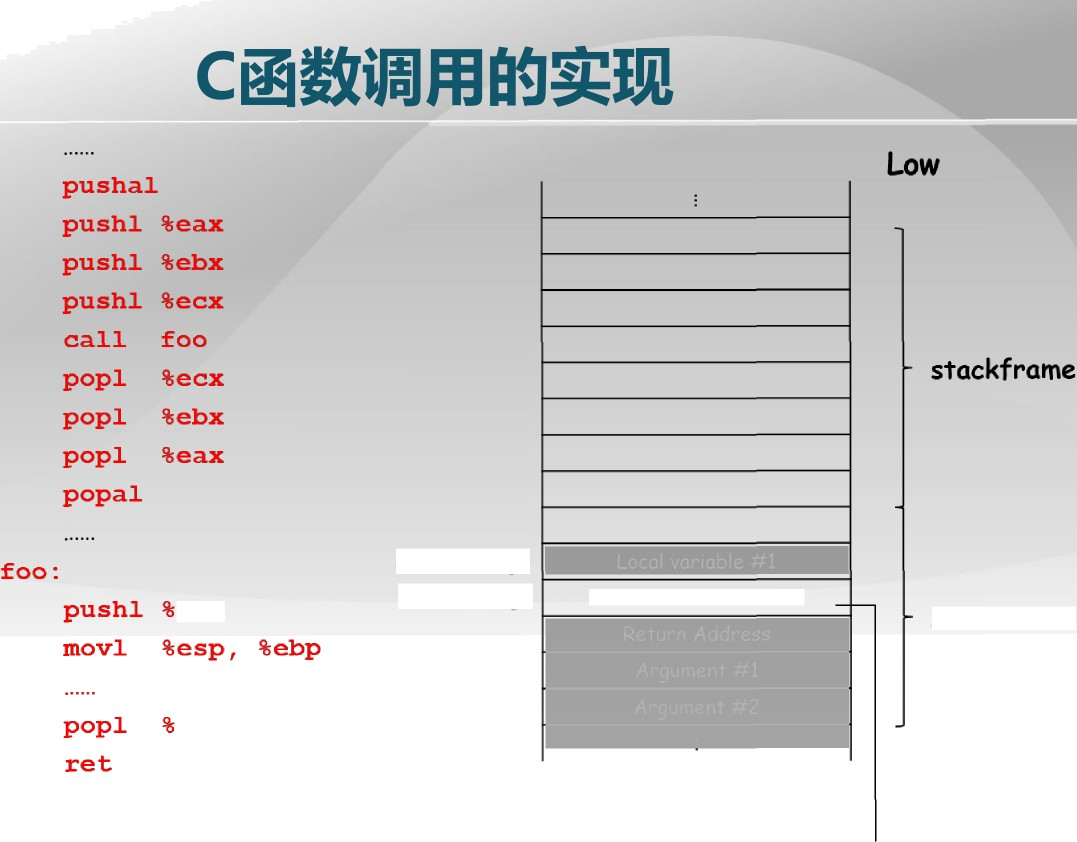 C函数调用的实现
……
pushal
pushl %eax
pushl %ebx
pushl %ecx
call foo
popl %ecx
popl %ebx
popl %eax
popal
……
foo:
pushl %
movl %esp, %ebp
……
popl %
ret
Low
⋮
stackframe
Local variable #1
Return Address
Argument #1
Argument #2